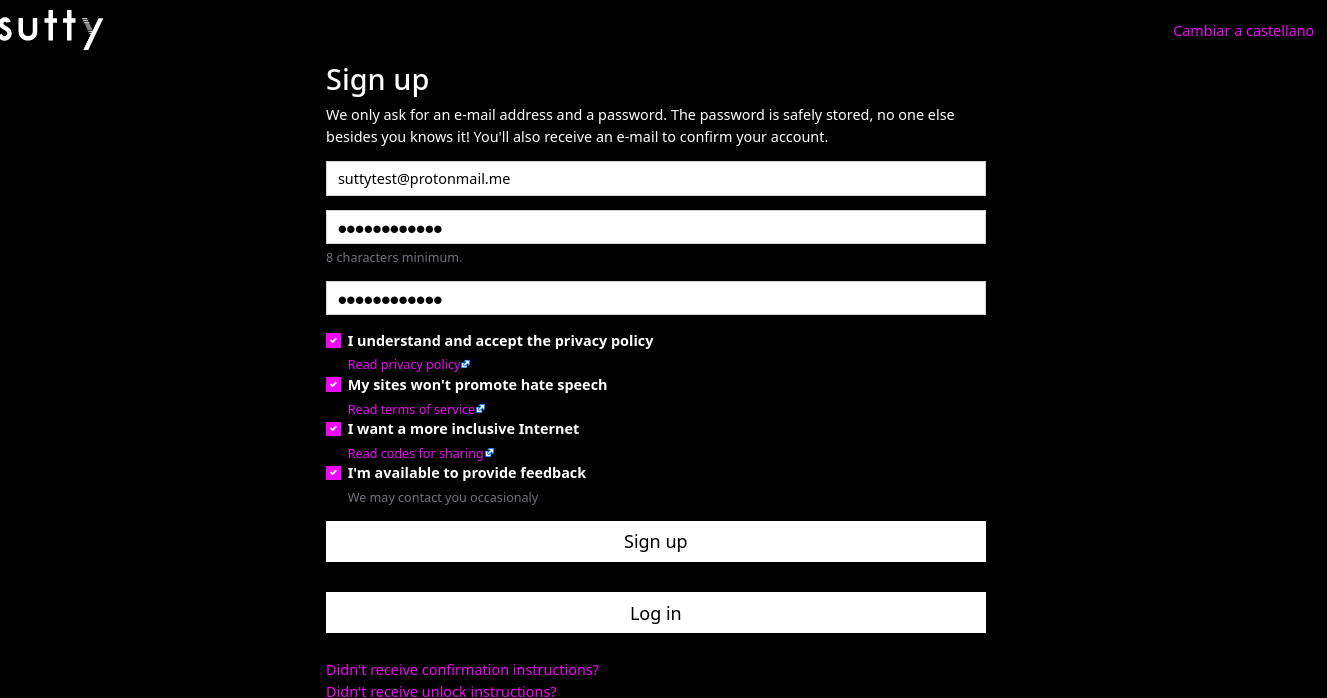 sutty
Cambiar a castellano
Sign up
We only ask for an e-mail address and a password. The password is safely stored, no one else
besides you knows it! You'll also receive an e-mail to confirm your account.
suttytest@protonmail.me
●●●●●●●●●●●●
8 characters minimum.
●●●●●●●●●●●●
I understand and accept the privacy policy
Read privacy policy
My sites won't promote hate speech
Read terms of service
I want a more inclusive Internet
Read codes for sharing
I'm available to provide feedback
We may contact you occasionaly
Sign up
Log in
Didn't receive confirmation instructions?
Didn't receive unlock instructions?